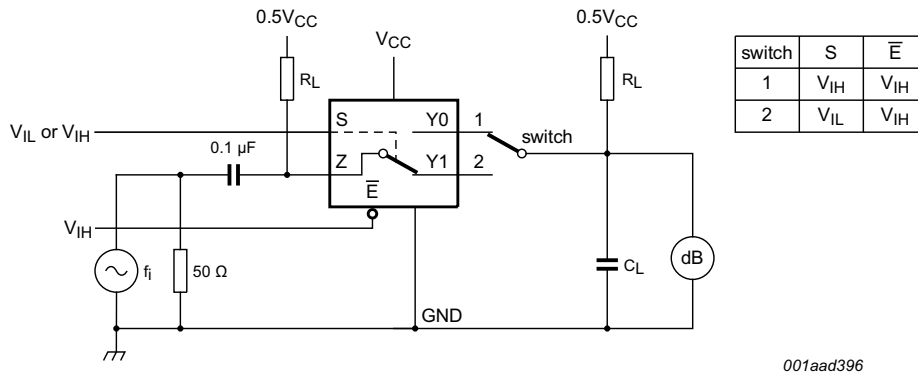 0.5VCC
0.5VCC
VCC
RL
RL
switch S E̅
1 VIH VIH
2 VIL VIH
S Y0 1
switch
VIL or VIH
0.1 µF
Z Y1 2
E̅
VIH
fi
50 Ω
CL
dB
GND
001aad396